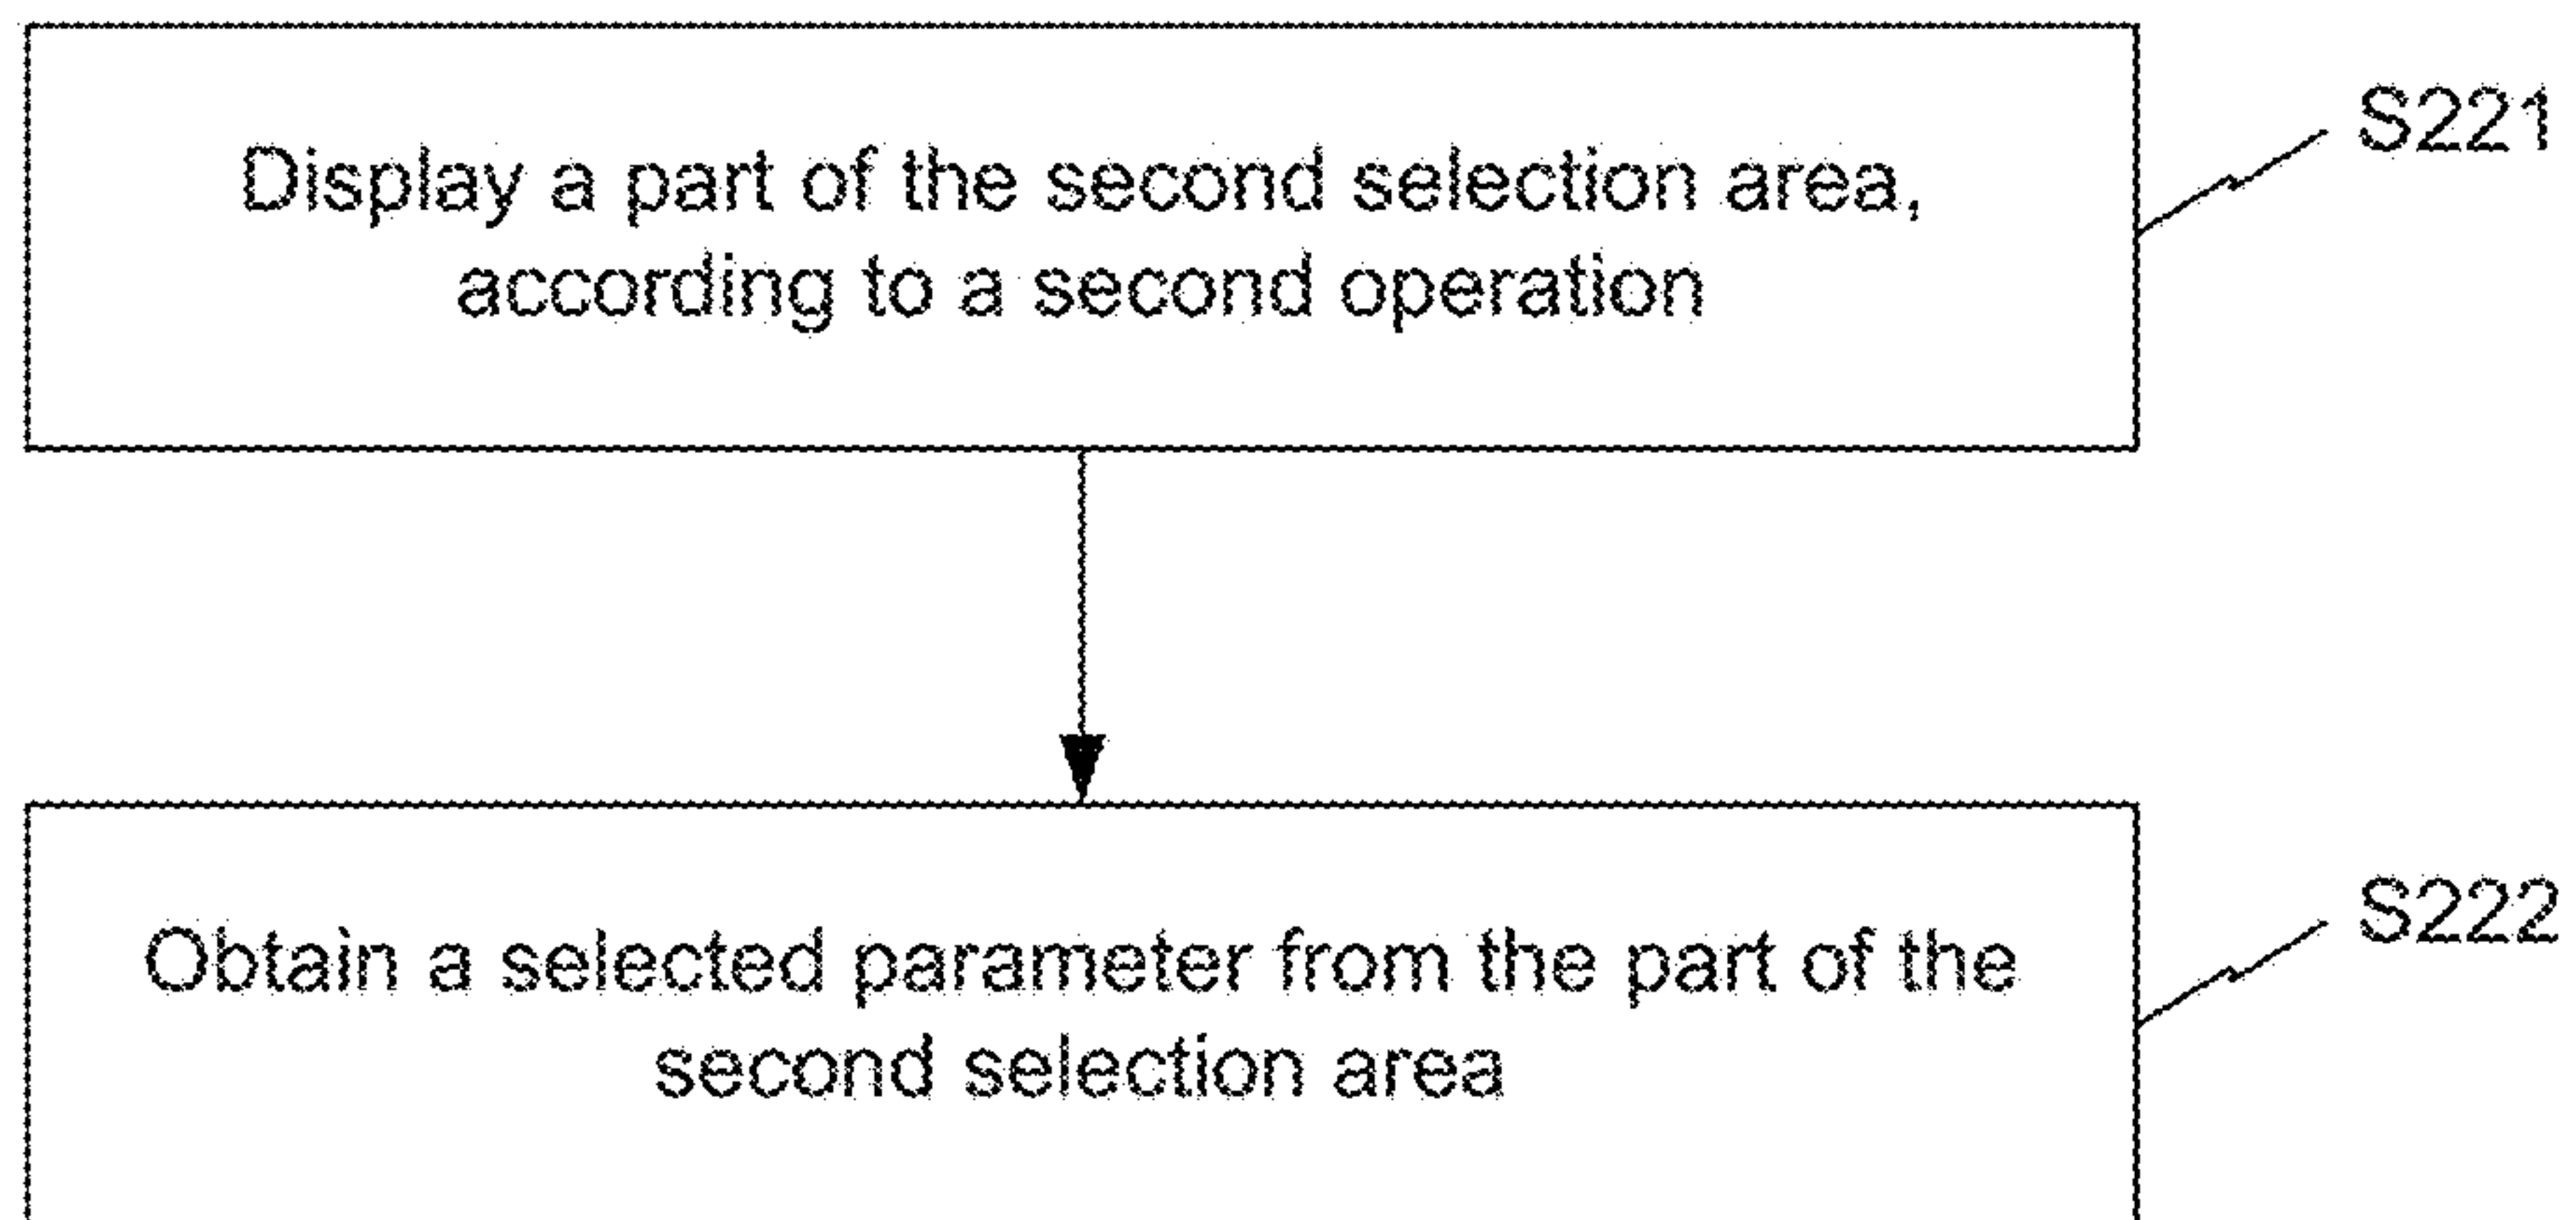 Display a part of the second selection area,
according to a second operation
S221
Obtain a selected parameter from the part of the
second selection area
S222